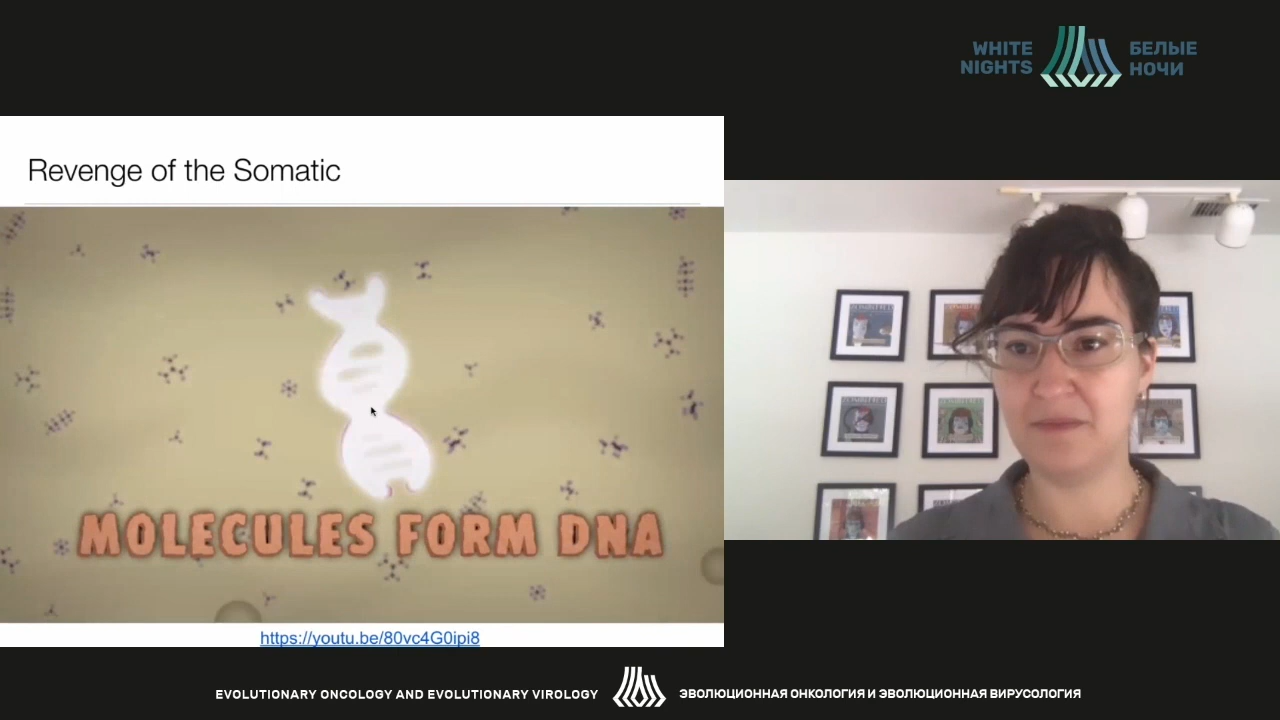 WHITE NIGHTS
БЕЛЫЕ НОЧИ
Revenge of the Somatic
MOLECULES FORM DNA
https://youtu.be/80vc4G0ipi8
EVOLUTIONARY ONCOLOGY AND EVOLUTIONARY VIROLOGY
ЭВОЛЮЦИОННАЯ ОНКОЛОГИЯ И ЭВОЛЮЦИОННАЯ ВИРУСОЛОГИЯ